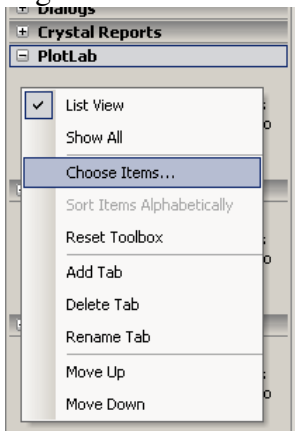 Dialogs
Crystal Reports
PlotLab
List View
Show All
Choose Items...
Sort Items Alphabetically
Reset Toolbox
Add Tab
Delete Tab
Rename Tab
Move Up
Move Down